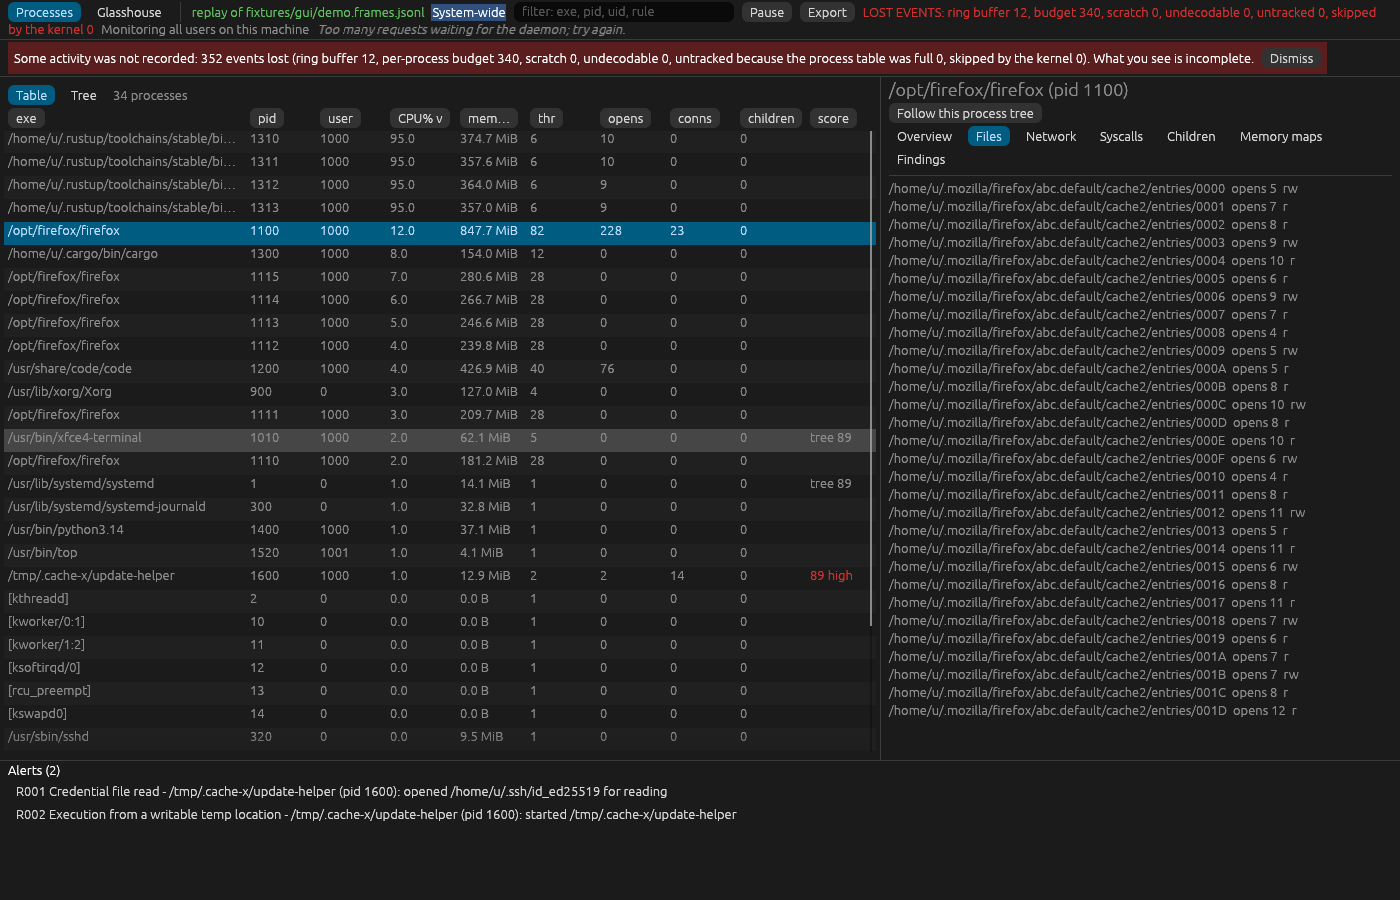 Processes Glasshouse replay of fixtures/gui/demo.frames.jsonl System-wide filter: exe, pid, uid, rule Pause Export LOST EVENTS: ring buffer 12, budget 340, scratch 0, undecodable 0, untracked 0, skipped
by the kernel 0 Monitoring all users on this machine Too many requests waiting for the daemon; try again.
Some activity was not recorded: 352 events lost (ring buffer 12, per-process budget 340, scratch 0, undecodable 0, untracked because the process table was full 0, skipped by the kernel 0). What you see is incomplete. Dismiss
Table Tree 34 processes
exe pid user CPU% v mem... thr opens conns children score
/home/u/.rustup/toolchains/stable/bi... 1310 1000 95.0 374.7 MiB 6 10 0 0
/home/u/.rustup/toolchains/stable/bi... 1311 1000 95.0 357.6 MiB 6 10 0 0
/home/u/.rustup/toolchains/stable/bi... 1312 1000 95.0 364.0 MiB 6 9 0 0
/home/u/.rustup/toolchains/stable/bi... 1313 1000 95.0 357.0 MiB 6 9 0 0
/opt/firefox/firefox 1100 1000 12.0 847.7 MiB 82 228 23 0
/home/u/.cargo/bin/cargo 1300 1000 8.0 154.0 MiB 12 0 0 0
/opt/firefox/firefox 1115 1000 7.0 280.6 MiB 28 0 0 0
/opt/firefox/firefox 1114 1000 6.0 266.7 MiB 28 0 0 0
/opt/firefox/firefox 1113 1000 5.0 246.6 MiB 28 0 0 0
/opt/firefox/firefox 1112 1000 4.0 239.8 MiB 28 0 0 0
/usr/share/code/code 1200 1000 4.0 426.9 MiB 40 76 0 0
/usr/lib/xorg/Xorg 900 0 3.0 127.0 MiB 4 0 0 0
/opt/firefox/firefox 1111 1000 3.0 209.7 MiB 28 0 0 0
/usr/bin/xfce4-terminal 1010 1000 2.0 62.1 MiB 5 0 0 0 tree 89
/opt/firefox/firefox 1110 1000 2.0 181.2 MiB 28 0 0 0
/usr/lib/systemd/systemd 1 0 1.0 14.1 MiB 1 0 0 0 tree 89
/usr/lib/systemd/systemd-journald 300 0 1.0 32.8 MiB 1 0 0 0
/usr/bin/python3.14 1400 1000 1.0 37.1 MiB 1 0 0 0
/usr/bin/top 1520 1001 1.0 4.1 MiB 1 0 0 0
/tmp/.cache-x/update-helper 1600 1000 1.0 12.9 MiB 2 2 14 0 89 high
[kthreadd] 2 0 0.0 0.0 B 1 0 0 0
[kworker/0:1] 10 0 0.0 0.0 B 1 0 0 0
[kworker/1:2] 11 0 0.0 0.0 B 1 0 0 0
[ksoftirqd/0] 12 0 0.0 0.0 B 1 0 0 0
[rcu_preempt] 13 0 0.0 0.0 B 1 0 0 0
[kswapd0] 14 0 0.0 0.0 B 1 0 0 0
/usr/sbin/sshd 320 0 0.0 9.5 MiB 1 0 0 0
/opt/firefox/firefox (pid 1100)
Follow this process tree
Overview Files Network Syscalls Children Memory maps
Findings
/home/u/.mozilla/firefox/abc.default/cache2/entries/0000 opens 5 rw
/home/u/.mozilla/firefox/abc.default/cache2/entries/0001 opens 7 r
/home/u/.mozilla/firefox/abc.default/cache2/entries/0002 opens 8 r
/home/u/.mozilla/firefox/abc.default/cache2/entries/0003 opens 9 rw
/home/u/.mozilla/firefox/abc.default/cache2/entries/0004 opens 10 r
/home/u/.mozilla/firefox/abc.default/cache2/entries/0005 opens 6 r
/home/u/.mozilla/firefox/abc.default/cache2/entries/0006 opens 9 rw
/home/u/.mozilla/firefox/abc.default/cache2/entries/0007 opens 7 r
/home/u/.mozilla/firefox/abc.default/cache2/entries/0008 opens 4 r
/home/u/.mozilla/firefox/abc.default/cache2/entries/0009 opens 5 rw
/home/u/.mozilla/firefox/abc.default/cache2/entries/000A opens 5 r
/home/u/.mozilla/firefox/abc.default/cache2/entries/000B opens 8 r
/home/u/.mozilla/firefox/abc.default/cache2/entries/000C opens 10 rw
/home/u/.mozilla/firefox/abc.default/cache2/entries/000D opens 8 r
/home/u/.mozilla/firefox/abc.default/cache2/entries/000E opens 10 r
/home/u/.mozilla/firefox/abc.default/cache2/entries/000F opens 6 rw
/home/u/.mozilla/firefox/abc.default/cache2/entries/0010 opens 4 r
/home/u/.mozilla/firefox/abc.default/cache2/entries/0011 opens 8 r
/home/u/.mozilla/firefox/abc.default/cache2/entries/0012 opens 11 rw
/home/u/.mozilla/firefox/abc.default/cache2/entries/0013 opens 5 r
/home/u/.mozilla/firefox/abc.default/cache2/entries/0014 opens 11 r
/home/u/.mozilla/firefox/abc.default/cache2/entries/0015 opens 6 rw
/home/u/.mozilla/firefox/abc.default/cache2/entries/0016 opens 8 r
/home/u/.mozilla/firefox/abc.default/cache2/entries/0017 opens 11 r
/home/u/.mozilla/firefox/abc.default/cache2/entries/0018 opens 7 rw
/home/u/.mozilla/firefox/abc.default/cache2/entries/0019 opens 6 r
/home/u/.mozilla/firefox/abc.default/cache2/entries/001A opens 7 r
/home/u/.mozilla/firefox/abc.default/cache2/entries/001B opens 7 rw
/home/u/.mozilla/firefox/abc.default/cache2/entries/001C opens 8 r
/home/u/.mozilla/firefox/abc.default/cache2/entries/001D opens 12 r
Alerts (2)
R001 Credential file read - /tmp/.cache-x/update-helper (pid 1600): opened /home/u/.ssh/id_ed25519 for reading
R002 Execution from a writable temp location - /tmp/.cache-x/update-helper (pid 1600): started /tmp/.cache-x/update-helper